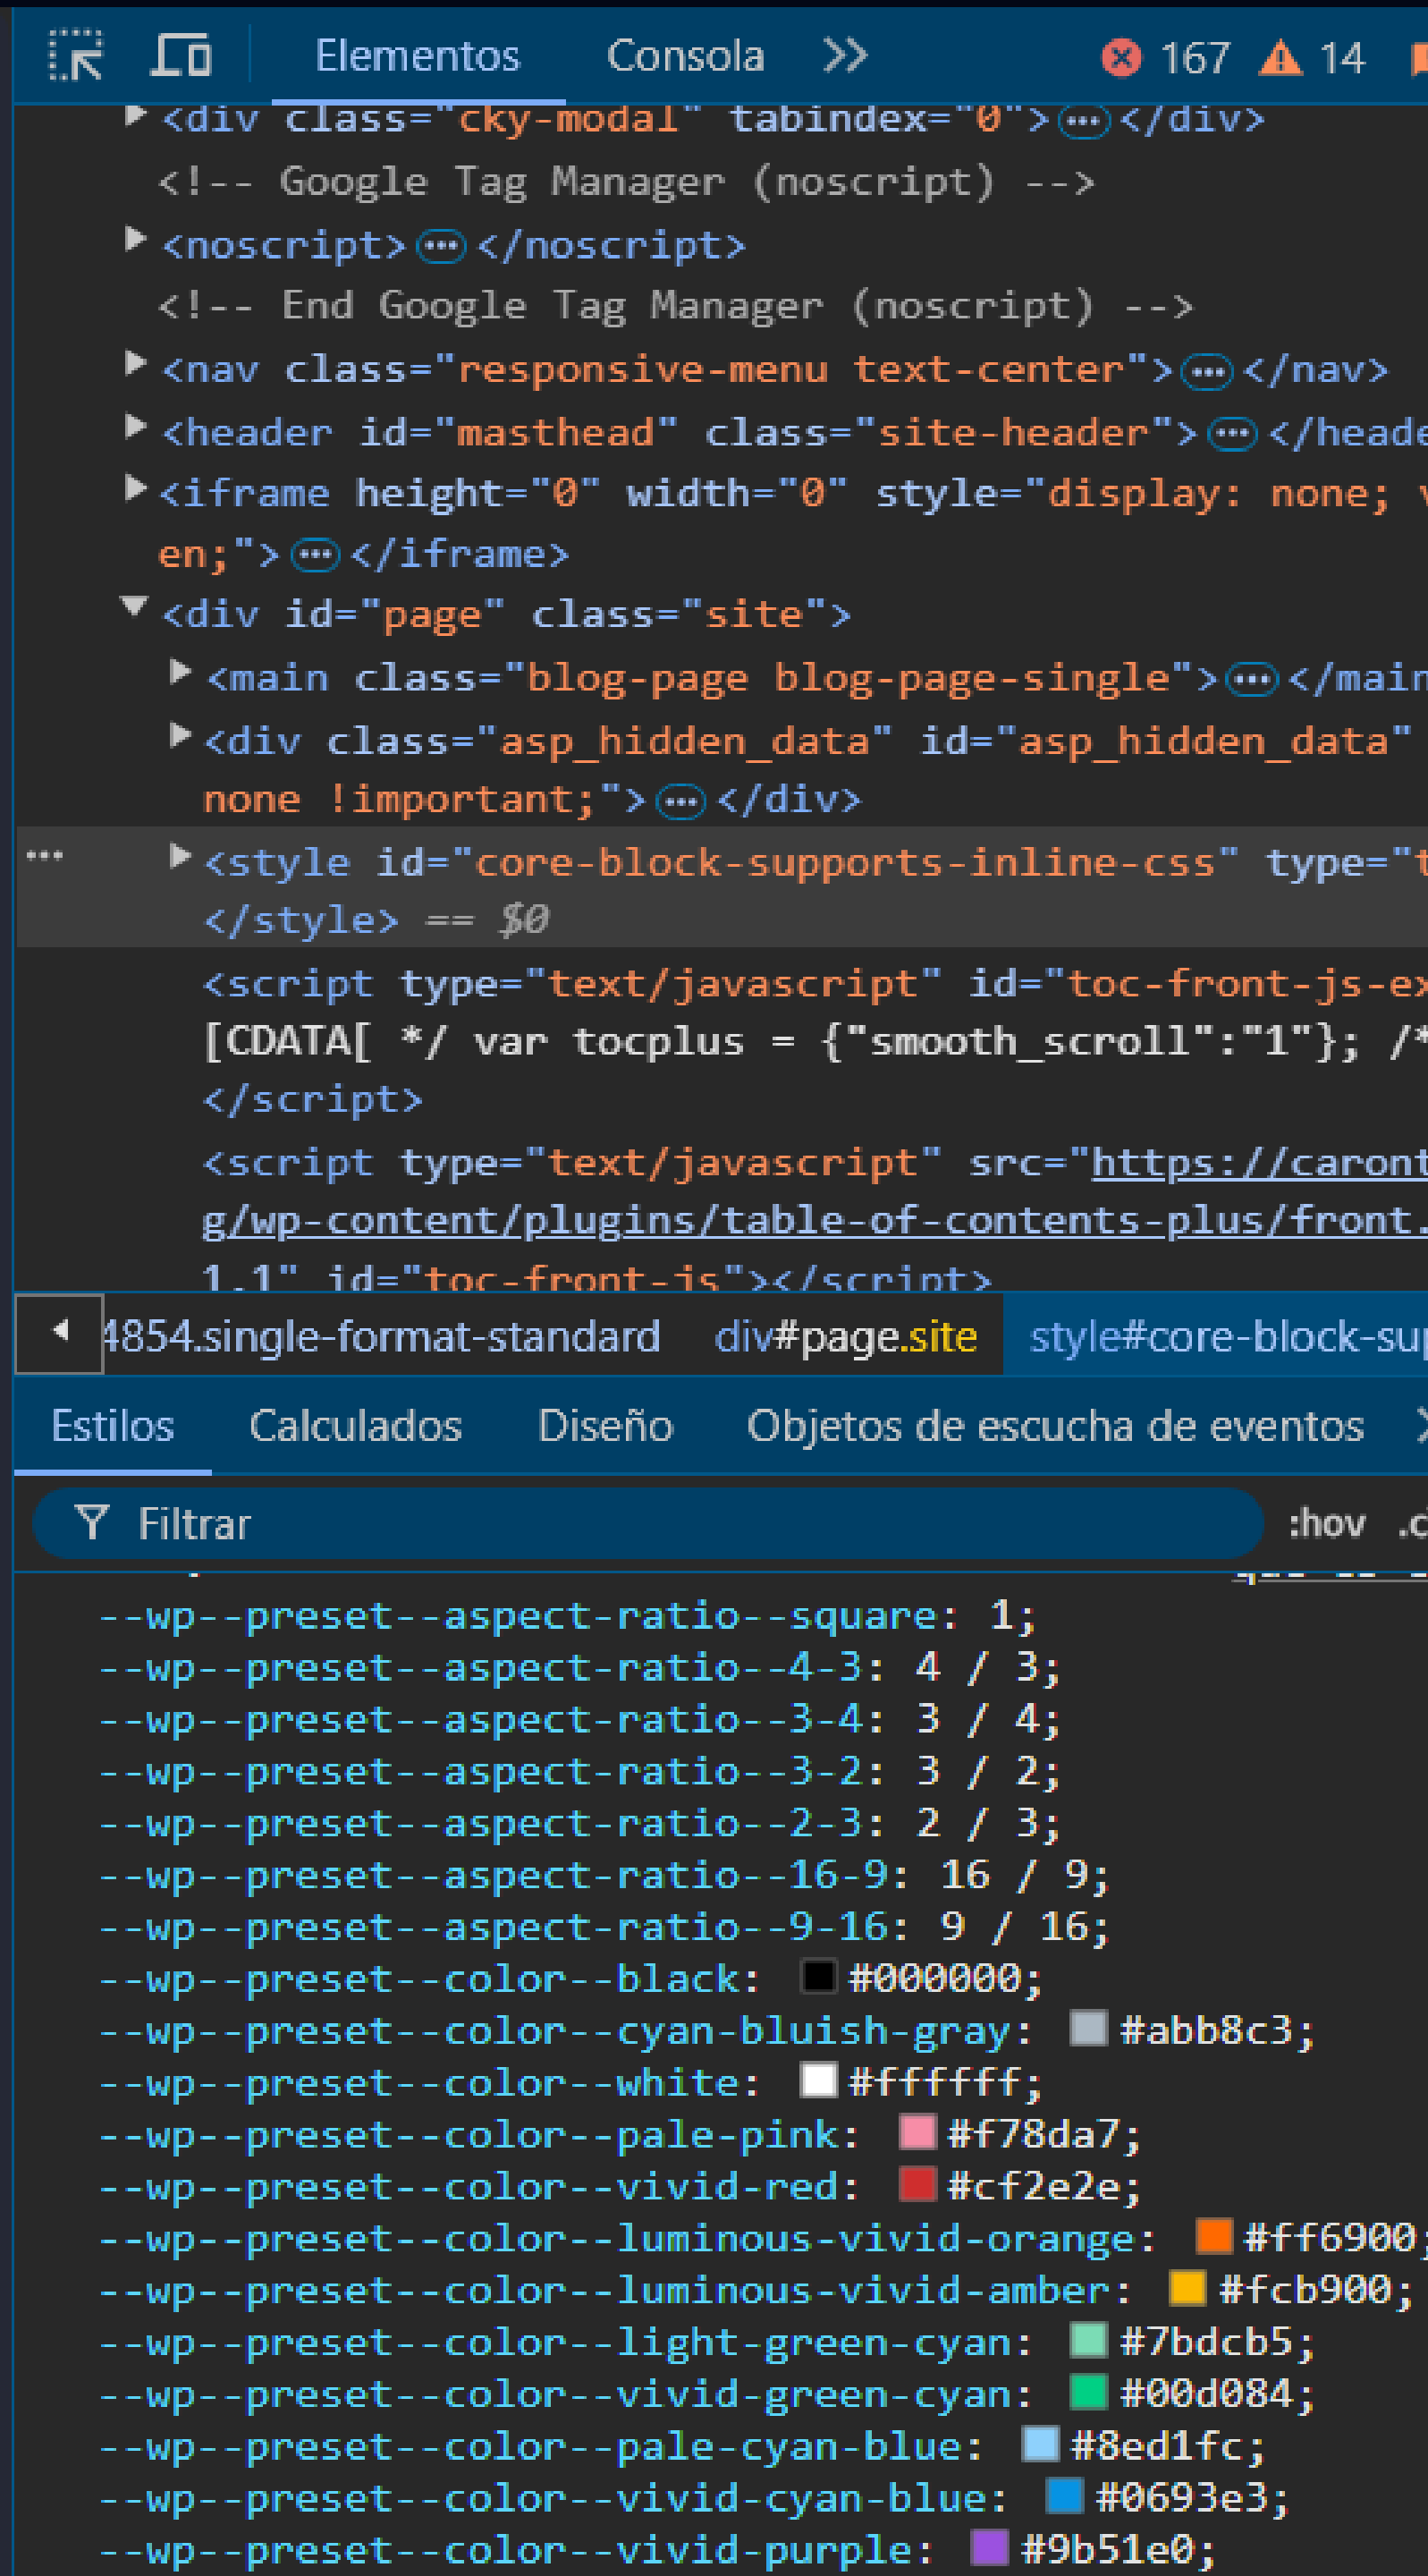 Elementos Consola 167 14
<div class="cky-modal" tabindex="0">…</div>
<!-- Google Tag Manager (noscript) -->
<noscript>…</noscript>
<!-- End Google Tag Manager (noscript) -->
<nav class="responsive-menu text-center">…</nav>
<header id="masthead" class="site-header">…</heade
<iframe height="0" width="0" style="display: none; v
en;">…</iframe>
<div id="page" class="site">
<main class="blog-page blog-page-single">…</main
<div class="asp_hidden_data" id="asp_hidden_data"
none !important;">…</div>
<style id="core-block-supports-inline-css" type="t
</style> == $0
<script type="text/javascript" id="toc-front-js-ex
[CDATA[ */ var tocplus = {"smooth_scroll":"1"}; /*
</script>
<script type="text/javascript" src="https://caront
g/wp-content/plugins/table-of-contents-plus/front.
1.1" id="toc-front-js"></script>
4854.single-format-standard div#page.site style#core-block-sup
Estilos Calculados Diseño Objetos de escucha de eventos
Filtrar :hov .c
--wp--preset--aspect-ratio--square: 1;
--wp--preset--aspect-ratio--4-3: 4 / 3;
--wp--preset--aspect-ratio--3-4: 3 / 4;
--wp--preset--aspect-ratio--3-2: 3 / 2;
--wp--preset--aspect-ratio--2-3: 2 / 3;
--wp--preset--aspect-ratio--16-9: 16 / 9;
--wp--preset--aspect-ratio--9-16: 9 / 16;
--wp--preset--color--black: #000000;
--wp--preset--color--cyan-bluish-gray: #abb8c3;
--wp--preset--color--white: #ffffff;
--wp--preset--color--pale-pink: #f78da7;
--wp--preset--color--vivid-red: #cf2e2e;
--wp--preset--color--luminous-vivid-orange: #ff6900;
--wp--preset--color--luminous-vivid-amber: #fcb900;
--wp--preset--color--light-green-cyan: #7bdcb5;
--wp--preset--color--vivid-green-cyan: #00d084;
--wp--preset--color--pale-cyan-blue: #8ed1fc;
--wp--preset--color--vivid-cyan-blue: #0693e3;
--wp--preset--color--vivid-purple: #9b51e0;